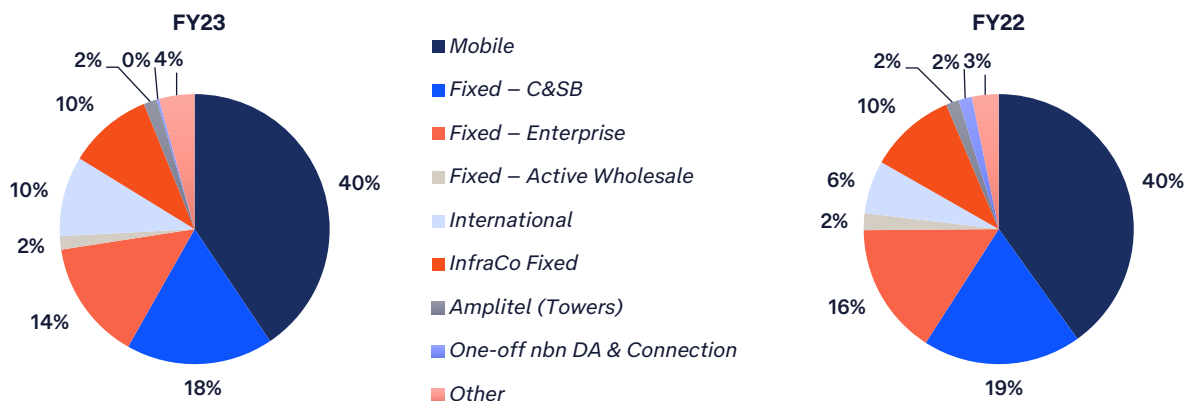 FY23
2% 0% 4%
10%
10%
2%
14%
18%
40%
Mobile
Fixed – C&SB
Fixed – Enterprise
Fixed – Active Wholesale
International
InfraCo Fixed
Amplitel (Towers)
One-off nbn DA & Connection
Other
FY22
2% 2% 3%
10%
6%
2%
16%
19%
40%